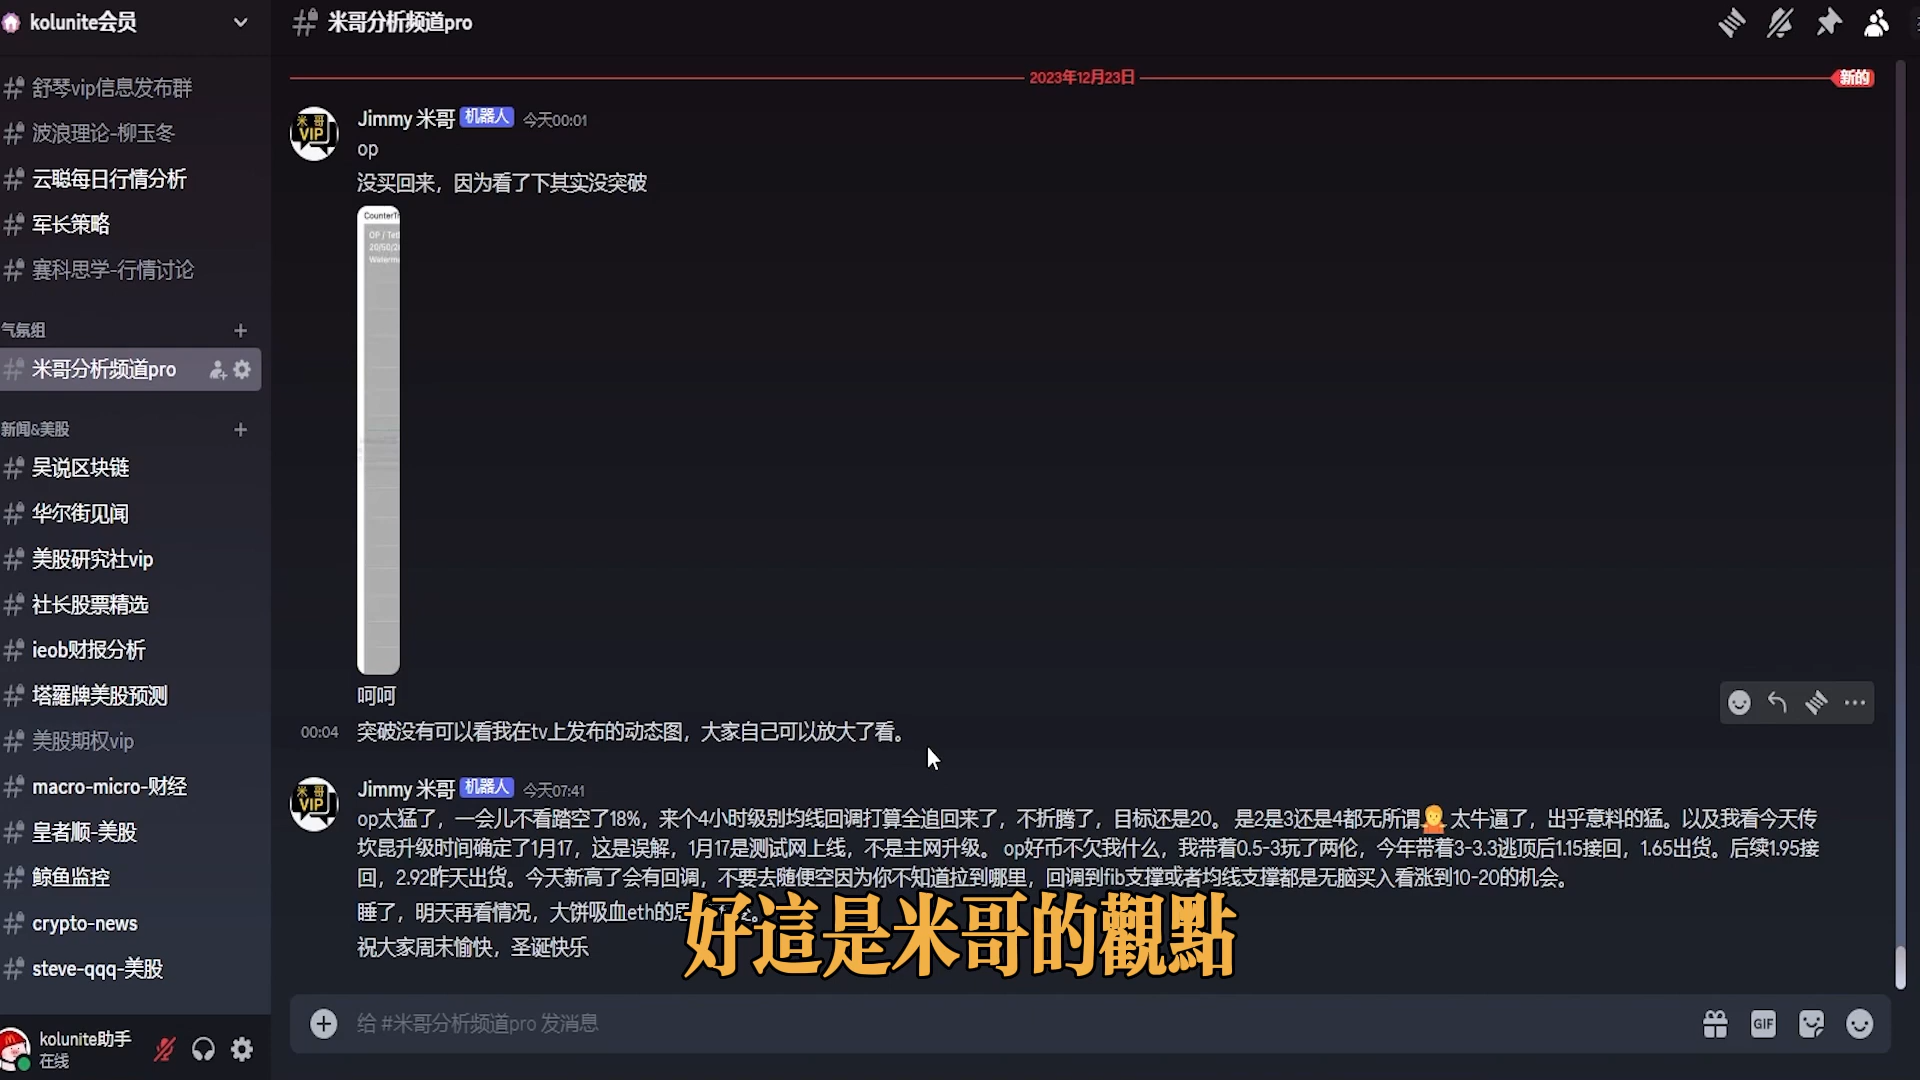 kolunite会员
舒琴vip信息发布群
波浪理论-柳玉冬
云聪每日行情分析
军长策略
赛科思学-行情讨论
气氛组
米哥分析频道pro
新闻&美股
吴说区块链
华尔街见闻
美股研究社vip
社长股票精选
ieob财报分析
塔羅牌美股预测
美股期权vip
macro-micro-财经
皇者顺-美股
鲸鱼监控
crypto-news
steve-qqq-美股
kolunite助手
在线
米哥分析频道pro
2023年12月23日
新的
米哥
VIP
Jimmy 米哥 机器人 今天00:01
op
没买回来，因为看了下其实没突破
CounterTr
OP / Teth
20/50/20
Waterma
呵呵
00:04 突破没有可以看我在tv上发布的动态图，大家自己可以放大了看。
米哥
VIP
Jimmy 米哥 机器人 今天07:41
op太猛了，一会儿不看踏空了18%，来个4小时级别均线回调打算全追回来了，不折腾了，目标还是20。 是2是3还是4都无所谓🤷 太牛逼了，出乎意料的猛。以及我看今天传
坎昆升级时间确定了1月17，这是误解，1月17是测试网上线，不是主网升级。 op好币不欠我什么，我带着0.5-3玩了两伦，今年带着3-3.3逃顶后1.15接回，1.65出货。后续1.95接
回，2.92昨天出货。今天新高了会有回调，不要去随便空因为你不知道拉到哪里，回调到fib支撑或者均线支撑都是无脑买入看涨到10-20的机会。
睡了，明天再看情况，大饼吸血eth的思
祝大家周末愉快，圣诞快乐
好這是米哥的觀點
给 #米哥分析频道pro 发消息
GIF